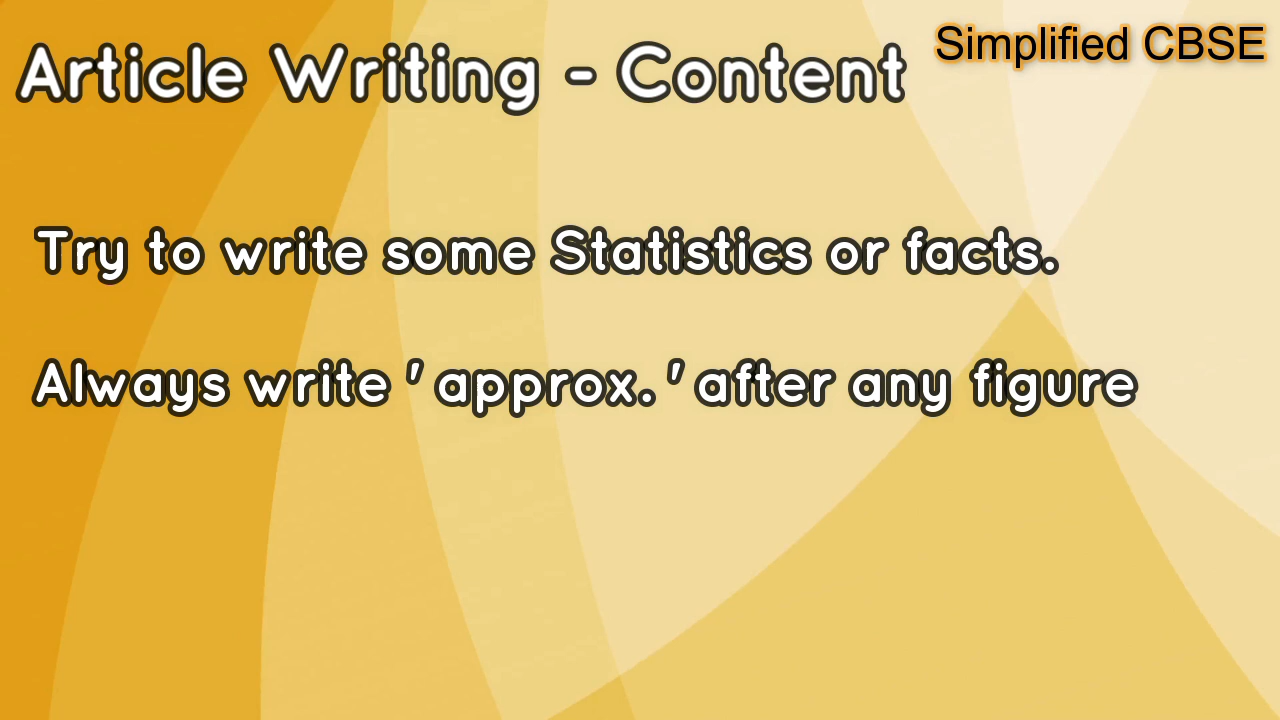 Article Writing - Content
Simplified CBSE
Try to write some Statistics or facts.
Always write 'approx.' after any figure